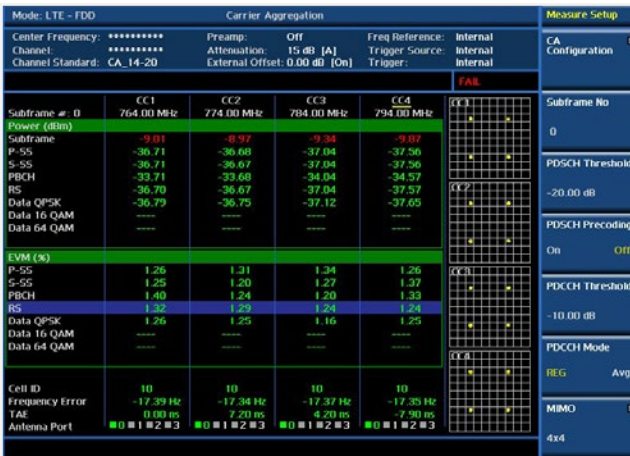 Mode: LTE - FDD Carrier Aggregation Measure Setup
Center Frequency: ********** Preamp: Off Freq Reference: Internal
Channel: ********** Attenuation: 15 dB [A] Trigger Source: Internal
Channel Standard: CA_14-20 External Offset: 0.00 dB [On] Trigger: Internal
FAIL
CC1 CC2 CC3 CC4
Subframe #: 0 764.00 MHz 774.00 MHz 784.00 MHz 794.00 MHz
Power (dBm)
Subframe -9.01 -8.97 -9.34 -9.87
P-SS -36.71 -36.68 -37.04 -37.56
S-SS -36.71 -36.67 -37.04 -37.56
PBCH -33.71 -33.68 -34.04 -34.57
RS -36.70 -36.67 -37.04 -37.57
Data QPSK -36.79 -36.75 -37.12 -37.65
Data 16 QAM ---- ---- ---- ----
Data 64 QAM ---- ---- ---- ----
EVM (%)
P-SS 1.26 1.31 1.34 1.26
S-SS 1.25 1.20 1.27 1.37
PBCH 1.40 1.24 1.20 1.33
RS 1.32 1.29 1.24 1.24
Data QPSK 1.26 1.25 1.16 1.25
Data 16 QAM ---- ---- ---- ----
Data 64 QAM ---- ---- ---- ----
Cell ID 10 10 10 10
Frequency Error -17.39 Hz -17.34 Hz -17.37 Hz -17.35 Hz
TAE 0.00 ns 7.20 ns 4.20 ns -7.90 ns
Antenna Port 0 1 2 3 0 1 2 3 0 1 2 3 0 1 2 3
CC1
CC2
CC3
CC4
CA
Configuration
Subframe No
0
PDSCH Threshold
-20.00 dB
PDSCH Precoding
On Off
PDCCH Threshold
-10.00 dB
PDCCH Mode
REG Avg
MIMO
4x4